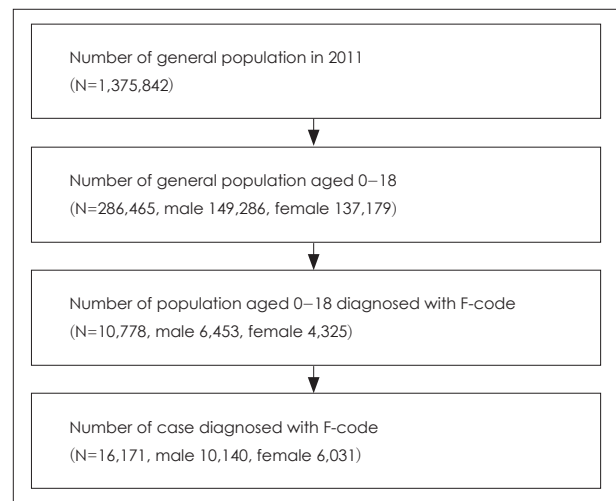 Number of general population in 2011
(N=1,375,842)
Number of general population aged 0–18
(N=286,465, male 149,286, female 137,179)
Number of population aged 0–18 diagnosed with F-code
(N=10,778, male 6,453, female 4,325)
Number of case diagnosed with F-code
(N=16,171, male 10,140, female 6,031)